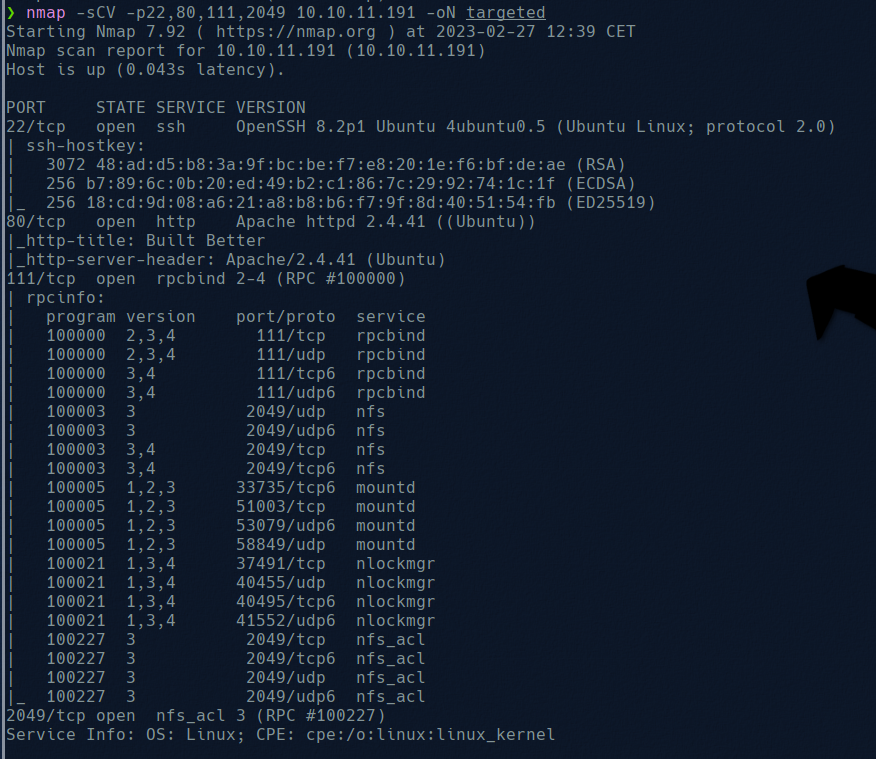 ❯ nmap -sCV -p22,80,111,2049 10.10.11.191 -oN targeted
Starting Nmap 7.92 ( https://nmap.org ) at 2023-02-27 12:39 CET
Nmap scan report for 10.10.11.191 (10.10.11.191)
Host is up (0.043s latency).

PORT     STATE SERVICE VERSION
22/tcp   open  ssh     OpenSSH 8.2p1 Ubuntu 4ubuntu0.5 (Ubuntu Linux; protocol 2.0)
| ssh-hostkey:
|   3072 48:ad:d5:b8:3a:9f:bc:be:f7:e8:20:1e:f6:bf:de:ae (RSA)
|   256 b7:89:6c:0b:20:ed:49:b2:c1:86:7c:29:92:74:1c:1f (ECDSA)
|_  256 18:cd:9d:08:a6:21:a8:b8:b6:f7:9f:8d:40:51:54:fb (ED25519)
80/tcp   open  http    Apache httpd 2.4.41 ((Ubuntu))
|_http-title: Built Better
|_http-server-header: Apache/2.4.41 (Ubuntu)
111/tcp  open  rpcbind 2-4 (RPC #100000)
| rpcinfo:
|   program version    port/proto  service
|   100000  2,3,4        111/tcp   rpcbind
|   100000  2,3,4        111/udp   rpcbind
|   100000  3,4          111/tcp6  rpcbind
|   100000  3,4          111/udp6  rpcbind
|   100003  3           2049/udp   nfs
|   100003  3           2049/udp6  nfs
|   100003  3,4         2049/tcp   nfs
|   100003  3,4         2049/tcp6  nfs
|   100005  1,2,3      33735/tcp6  mountd
|   100005  1,2,3      51003/tcp   mountd
|   100005  1,2,3      53079/udp6  mountd
|   100005  1,2,3      58849/udp   mountd
|   100021  1,3,4      37491/tcp   nlockmgr
|   100021  1,3,4      40455/udp   nlockmgr
|   100021  1,3,4      40495/tcp6  nlockmgr
|   100021  1,3,4      41552/udp6  nlockmgr
|   100227  3           2049/tcp   nfs_acl
|   100227  3           2049/tcp6  nfs_acl
|   100227  3           2049/udp   nfs_acl
|_  100227  3           2049/udp6  nfs_acl
2049/tcp open  nfs_acl 3 (RPC #100227)
Service Info: OS: Linux; CPE: cpe:/o:linux:linux_kernel